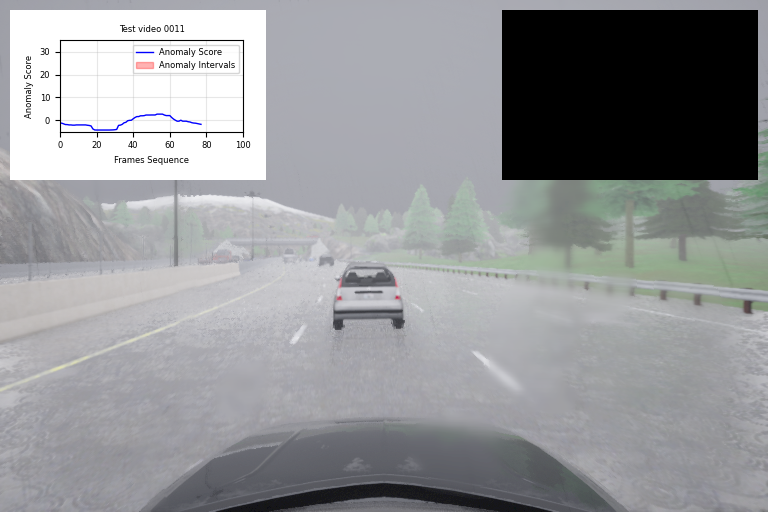 Test video 0011
Anomaly Score
Anomaly Intervals
Anomaly Score
30
20
10
0
0 20 40 60 80 100
Frames Sequence